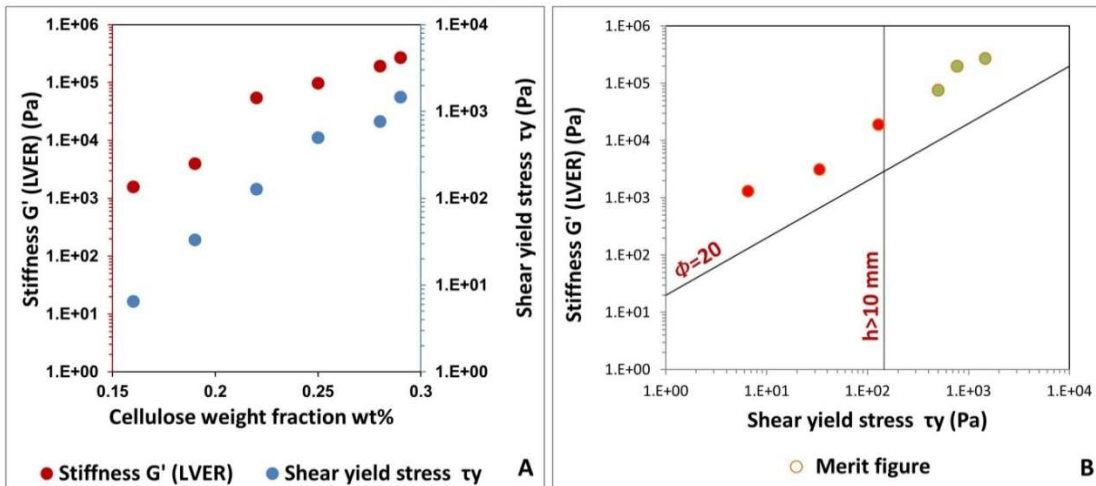 1.E+06
1.E+05
1.E+04
1.E+03
1.E+02
1.E+01
1.E+00
Stiffness G' (LVER) (Pa)
1.E+04
1.E+03
1.E+02
1.E+01
1.E+00
Shear yield stress τy (Pa)
0.15 0.2 0.25 0.3
Cellulose weight fraction wt%
Stiffness G' (LVER) Shear yield stress τy A
B
1.E+06
1.E+05
1.E+04
1.E+03
1.E+02
1.E+01
1.E+00
Stiffness G' (LVER) (Pa)
Φ=20
h>10 mm
1.E+00 1.E+01 1.E+02 1.E+03 1.E+04
Shear yield stress τy (Pa)
Merit figure B